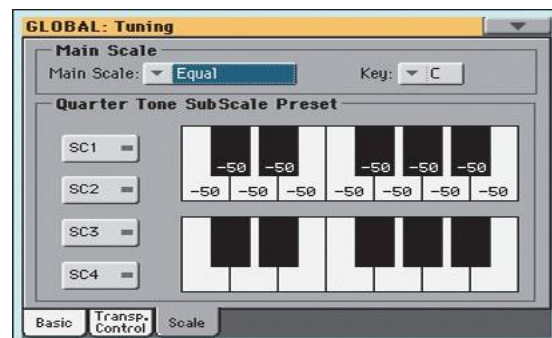 GLOBAL: Tuning
Main Scale
Main Scale: Equal Key: C
Quarter Tone SubScale Preset
SC1
-50 -50 -50 -50 -50
SC2
-50 -50 -50 -50 -50 -50 -50
SC3
SC4
Basic Transp. Control Scale